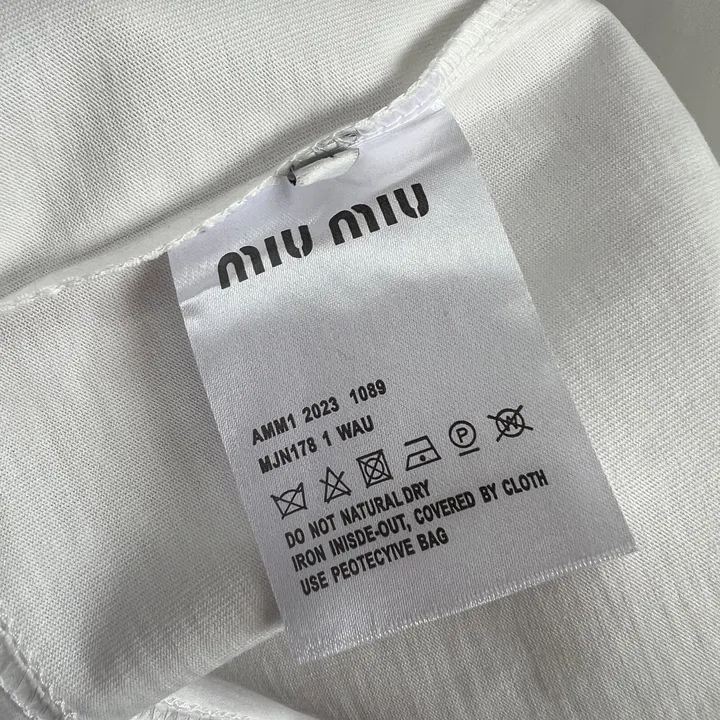 MIU MIU
AMM1 2023 1089
MJN178 1 WAU
P W
DO NOT NATURAL DRY
IRON INISDE-OUT, COVERED BY CLOTH
USE PEOTECYIVE BAG